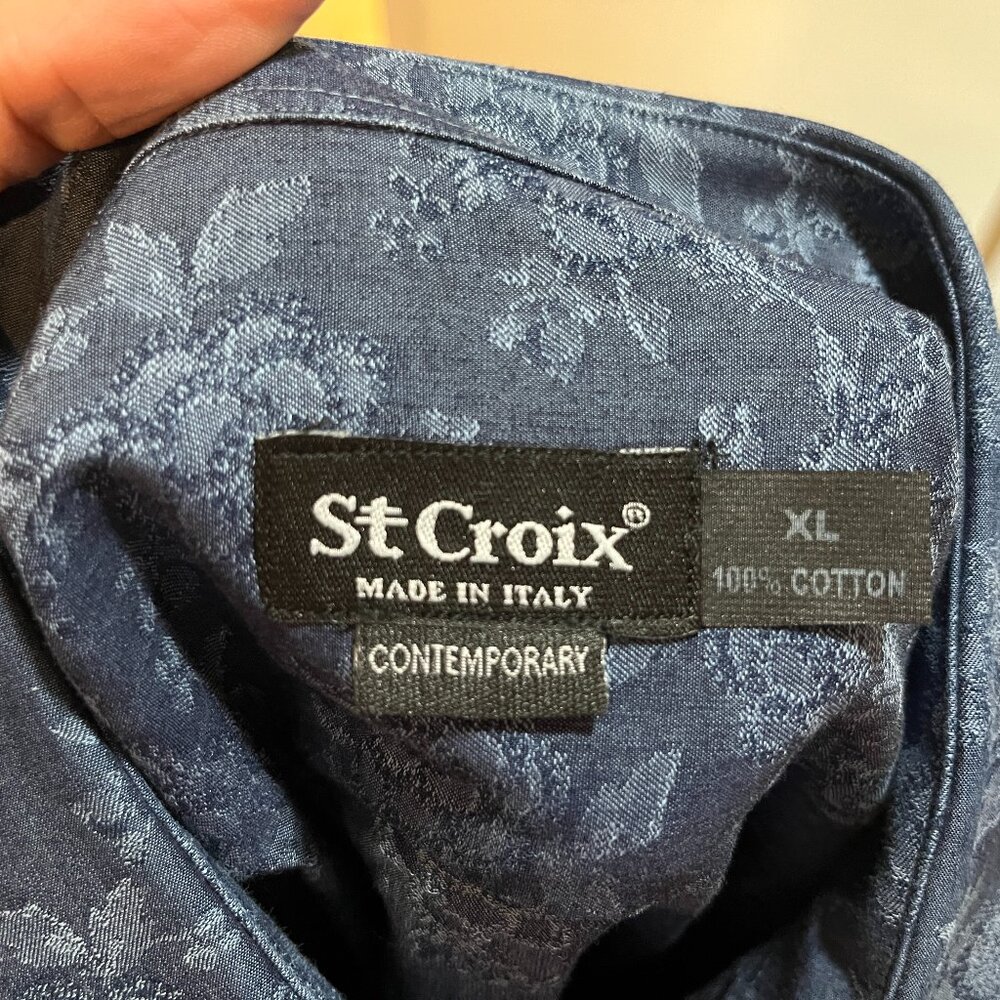 St Croix®
MADE IN ITALY
CONTEMPORARY
XL
100% COTTON